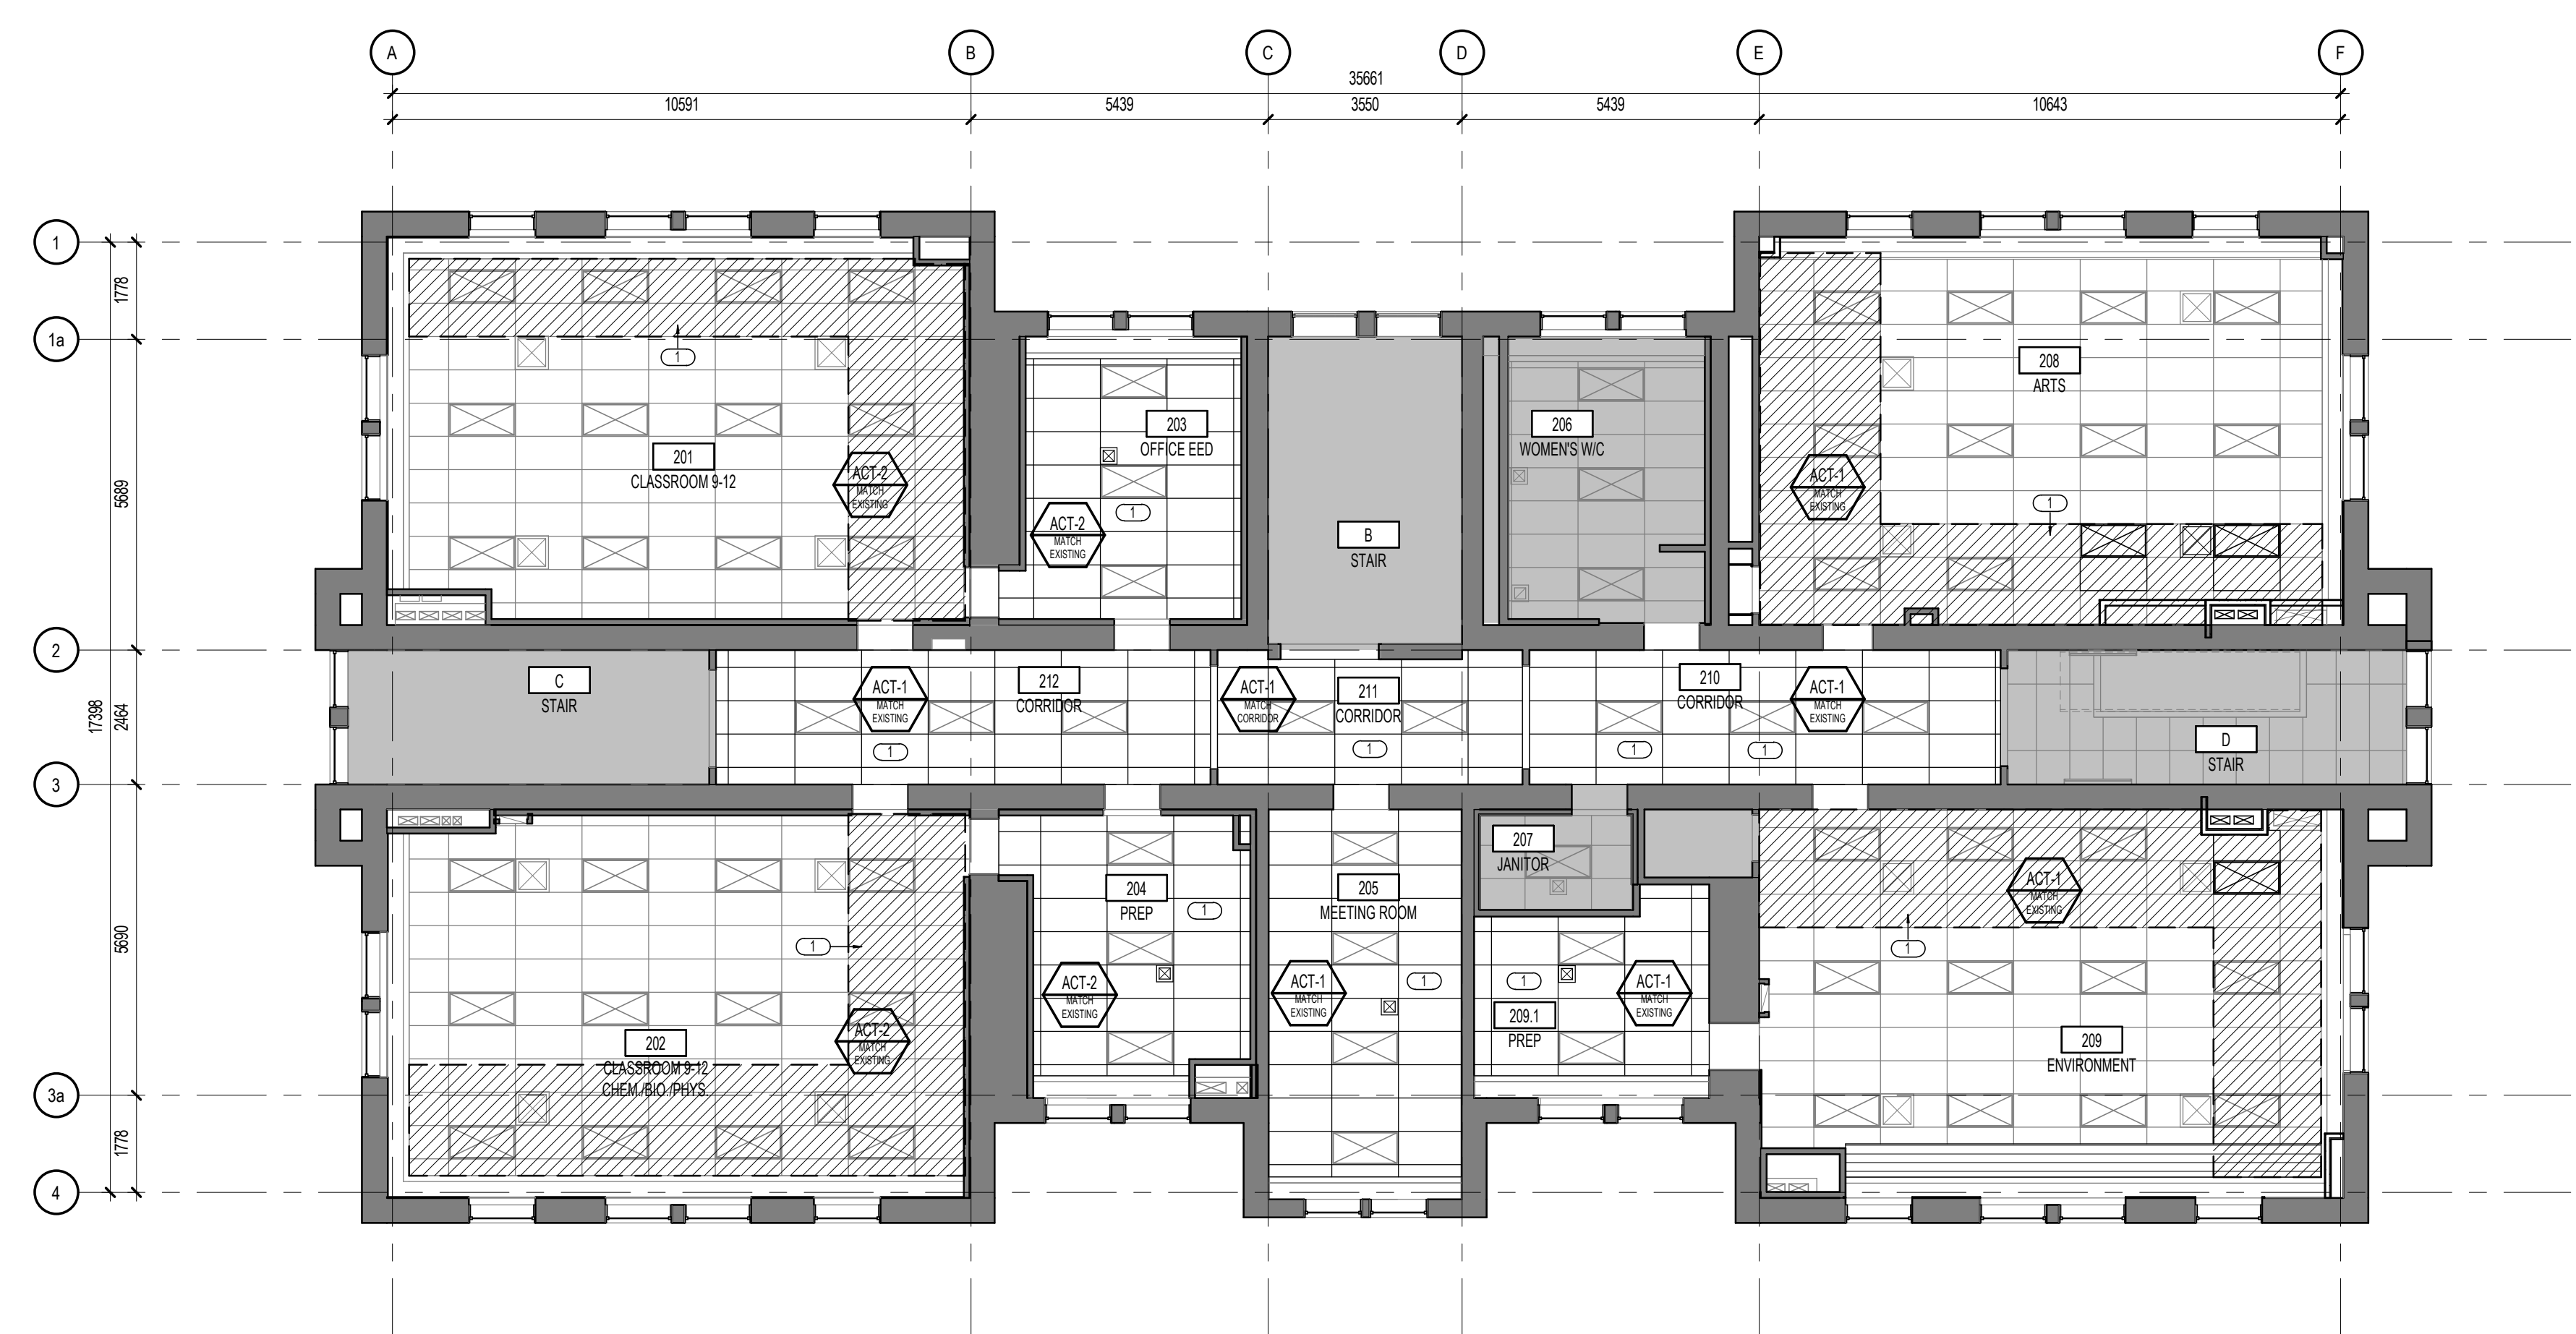 A
B
C
D
E
F
35661
10591
5439
3550
5439
10643
1
1a
2
3
3a
4
1778
5689
17398
2464
5690
1778
1
201
CLASSROOM 9-12
ACT-2
MATCH
EXISTING
203
OFFICE EED
1
ACT-2
MATCH
EXISTING
B
STAIR
206
WOMEN'S W/C
208
ARTS
ACT-1
MATCH
EXISTING
1
C
STAIR
ACT-1
MATCH
EXISTING
212
CORRIDOR
1
ACT-1
MATCH
CORRIDOR
211
CORRIDOR
1
210
CORRIDOR
ACT-1
MATCH
EXISTING
1
1
D
STAIR
202
CLASSROOM 9-12
CHEM./BIO./PHYS.
1
ACT-2
MATCH
EXISTING
204
PREP
1
ACT-2
MATCH
EXISTING
205
MEETING ROOM
ACT-1
MATCH
EXISTING
1
207
JANITOR
1
209.1
PREP
ACT-1
MATCH
EXISTING
ACT-1
MATCH
EXISTING
1
209
ENVIRONMENT